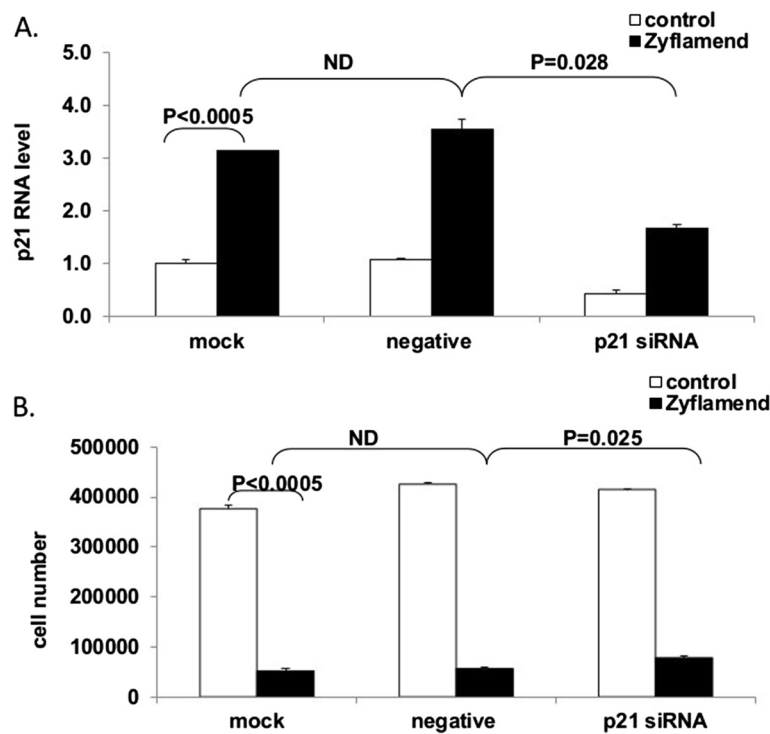 A.
control
Zyflamend
5.0
4.0
3.0
2.0
1.0
0.0
p21 RNA level
ND
P=0.028
P<0.0005
mock negative p21 siRNA
B.
control
Zyflamend
500000
400000
300000
200000
100000
0
cell number
ND
P=0.025
P<0.0005
mock negative p21 siRNA